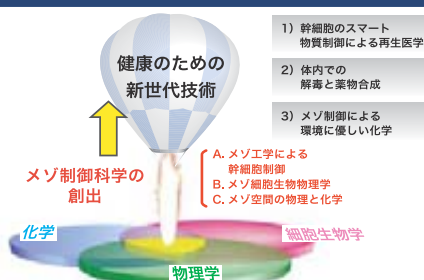 健康のための
新世代技術
1）幹細胞のスマート
物質制御による再生医学
2）体内での
解毒と薬物合成
3）メゾ制御による
環境に優しい化学
メゾ制御科学の
創出
A. メゾ工学による
幹細胞制御
B. メゾ細胞生物物理学
C. メゾ空間の物理と化学
化学
細胞生物学
物理学